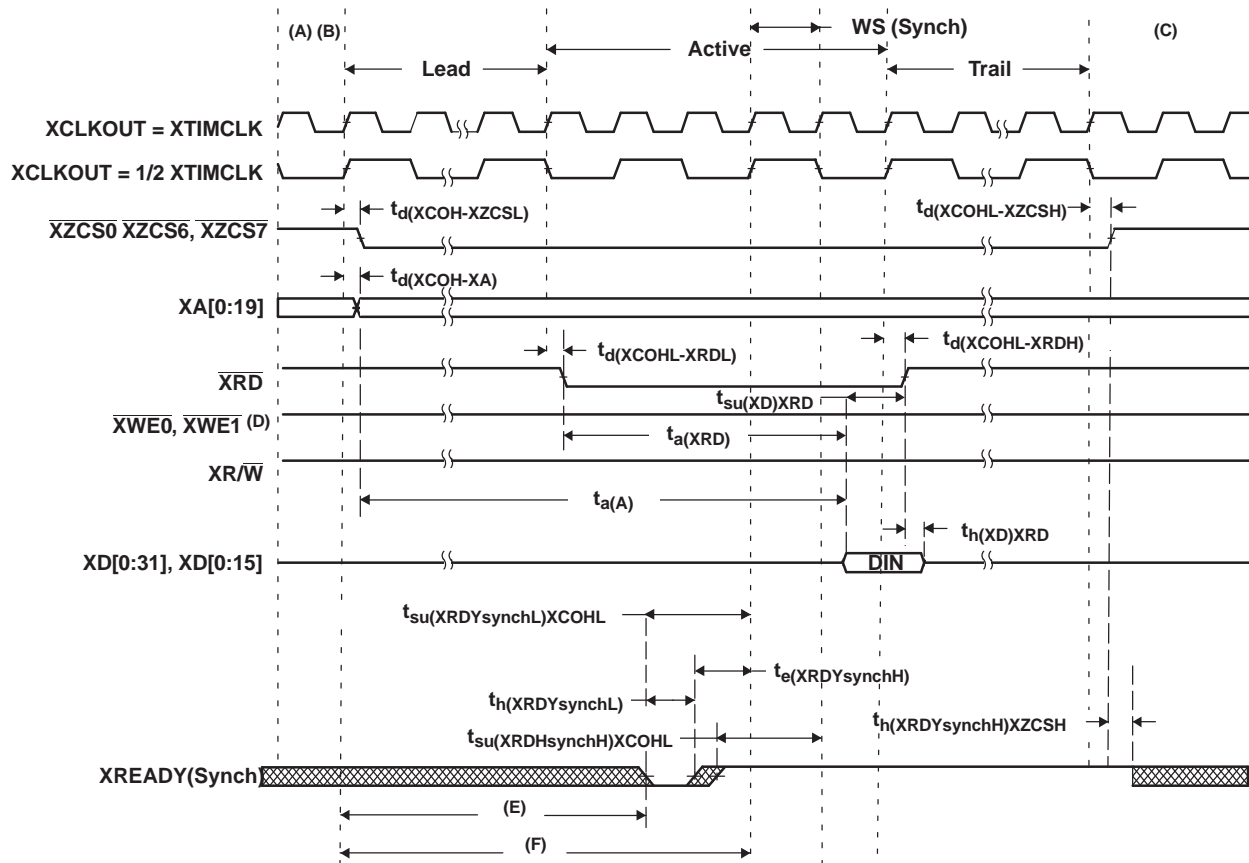 (A) (B)
WS (Synch)
(C)
Active
Lead
Trail
XCLKOUT = XTIMCLK
XCLKOUT = 1/2 XTIMCLK
td(XCOH-XZCSL)
td(XCOHL-XZCSH)
XZCS0 XZCS6, XZCS7
td(XCOH-XA)
XA[0:19]
td(XCOHL-XRDL)
td(XCOHL-XRDH)
XRD
tsu(XD)XRD
XWE0, XWE1 (D)
ta(XRD)
XR/W
ta(A)
th(XD)XRD
XD[0:31], XD[0:15]
DIN
tsu(XRDYsynchL)XCOHL
te(XRDYsynchH)
th(XRDYsynchL)
th(XRDYsynchH)XZCSH
tsu(XRDHsynchH)XCOHL
XREADY(Synch)
(E)
(F)